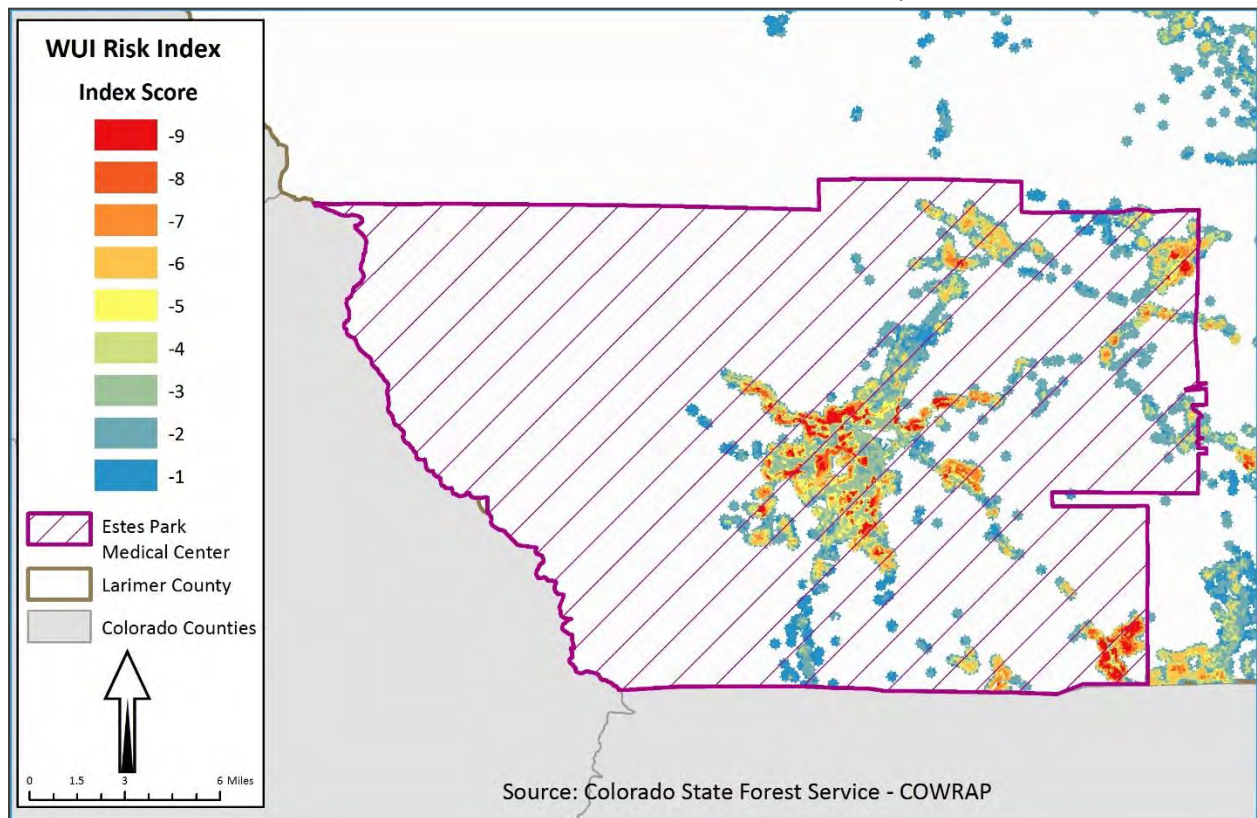 WUI Risk Index
Index Score
-9
-8
-7
-6
-5
-4
-3
-2
-1
Estes Park
Medical Center
Larimer County
Colorado Counties
0 1.5 3 6 Miles
Source: Colorado State Forest Service - COWRAP